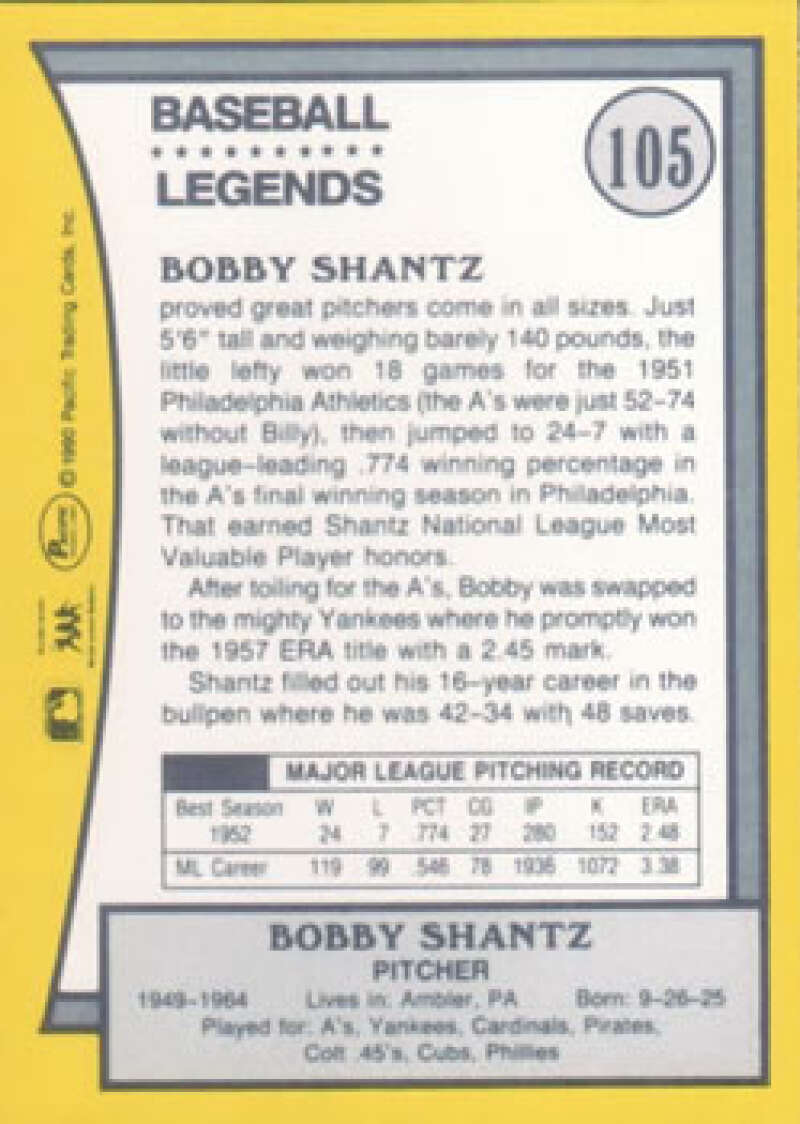 BASEBALL
LEGENDS
105
BOBBY SHANTZ
proved great pitchers come in all sizes. Just
5'6" tall and weighing barely 140 pounds, the
little lefty won 18 games for the 1951
Philadelphia Athletics (the A's were just 52-74
without Billy), then jumped to 24-7 with a
league-leading .774 winning percentage in
the A's final winning season in Philadelphia.
That earned Shantz National League Most
Valuable Player honors.
After toiling for the A's, Bobby was swapped
to the mighty Yankees where he promptly won
the 1957 ERA title with a 2.45 mark.
Shantz filled out his 16-year career in the
bullpen where he was 42-34 with 48 saves.
MAJOR LEAGUE PITCHING RECORD
Best Season W L PCT CG IP K ERA
1952 24 7 .774 27 280 152 2.48
ML Career 119 99 .546 78 1936 1072 3.38
BOBBY SHANTZ
PITCHER
1949-1964 Lives in: Ambler, PA Born: 9-26-25
Played for: A's, Yankees, Cardinals, Pirates,
Colt .45's, Cubs, Phillies
© 1990 Pacific Trading Cards, Inc.
Pacific